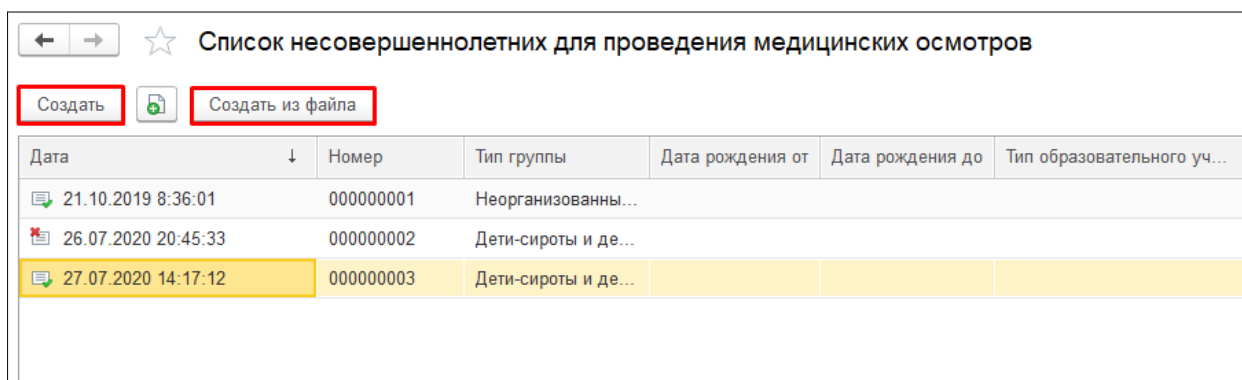 Список несовершеннолетних для проведения медицинских осмотров
Создать Создать из файла
Дата ↓ Номер Тип группы Дата рождения от Дата рождения до Тип образовательного уч...
21.10.2019 8:36:01 000000001 Неорганизованны...
26.07.2020 20:45:33 000000002 Дети-сироты и де...
27.07.2020 14:17:12 000000003 Дети-сироты и де...